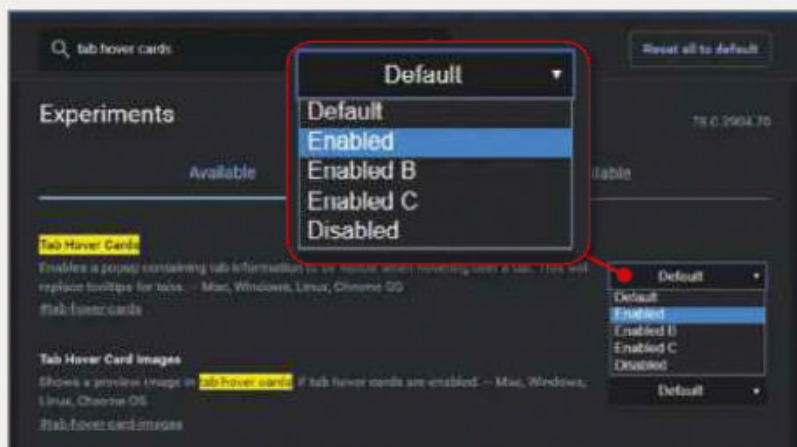 tab hover cards
Reset all to default
Default
Default
Enabled
Enabled B
Enabled C
Disabled
Experiments
78.0.3904.70
Available
ilable
Tab Hover Cards
Enables a popup containing tab information to be visible when hovering over a tab. This will
replace tooltips for tabs. – Mac, Windows, Linux, Chrome OS
#tab-hover-cards
Default
Default
Enabled
Enabled B
Enabled C
Disabled
Tab Hover Card Images
Shows a preview image in tab hover cards if tab hover cards are enabled. – Mac, Windows,
Linux, Chrome OS
#tab-hover-card-images
Default